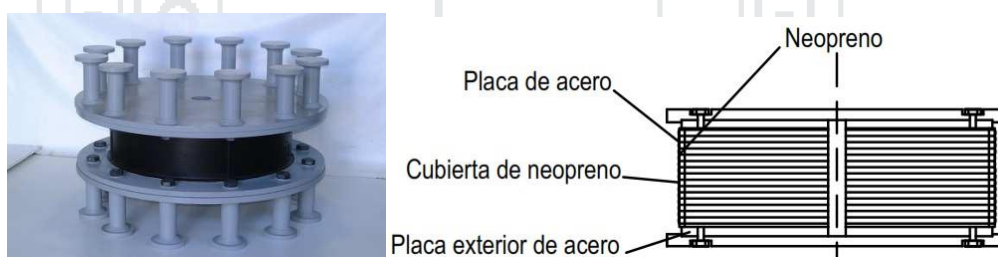 Neopreno
Placa de acero
Cubierta de neopreno
Placa exterior de acero